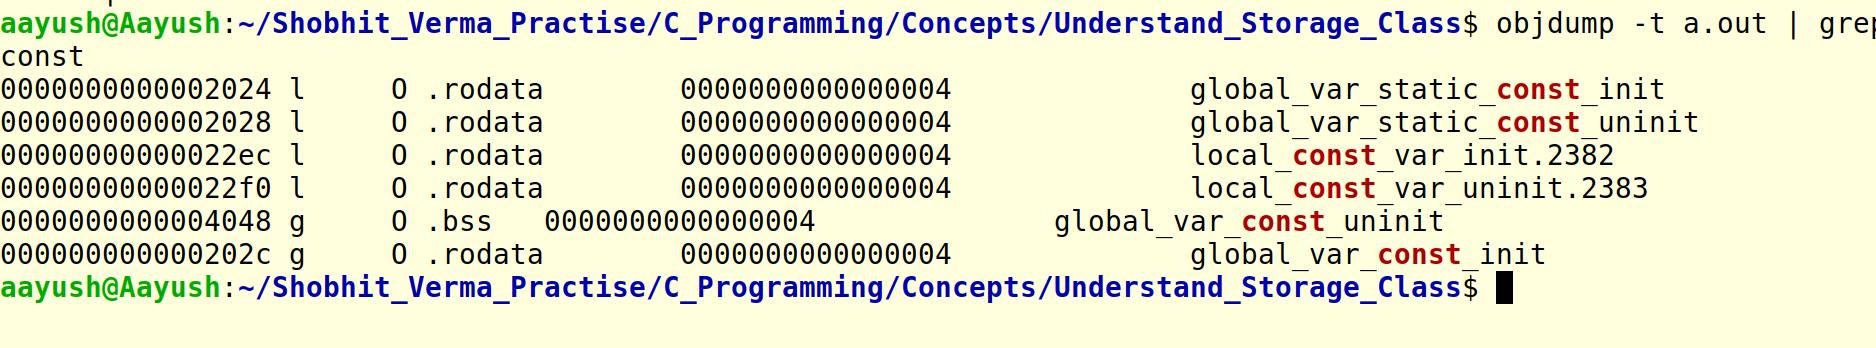 aayush@Aayush:~/Shobhit_Verma_Practise/C_Programming/Concepts/Understand_Storage_Class$ objdump -t a.out | grep
const
0000000000002024 l     O .rodata        0000000000000004              global_var_static_const_init
0000000000002028 l     O .rodata        0000000000000004              global_var_static_const_uninit
00000000000022ec l     O .rodata        0000000000000004              local_const_var_init.2382
00000000000022f0 l     O .rodata        0000000000000004              local_const_var_uninit.2383
0000000000004048 g     O .bss   0000000000000004              global_var_const_uninit
000000000000202c g     O .rodata        0000000000000004              global_var_const_init
aayush@Aayush:~/Shobhit_Verma_Practise/C_Programming/Concepts/Understand_Storage_Class$